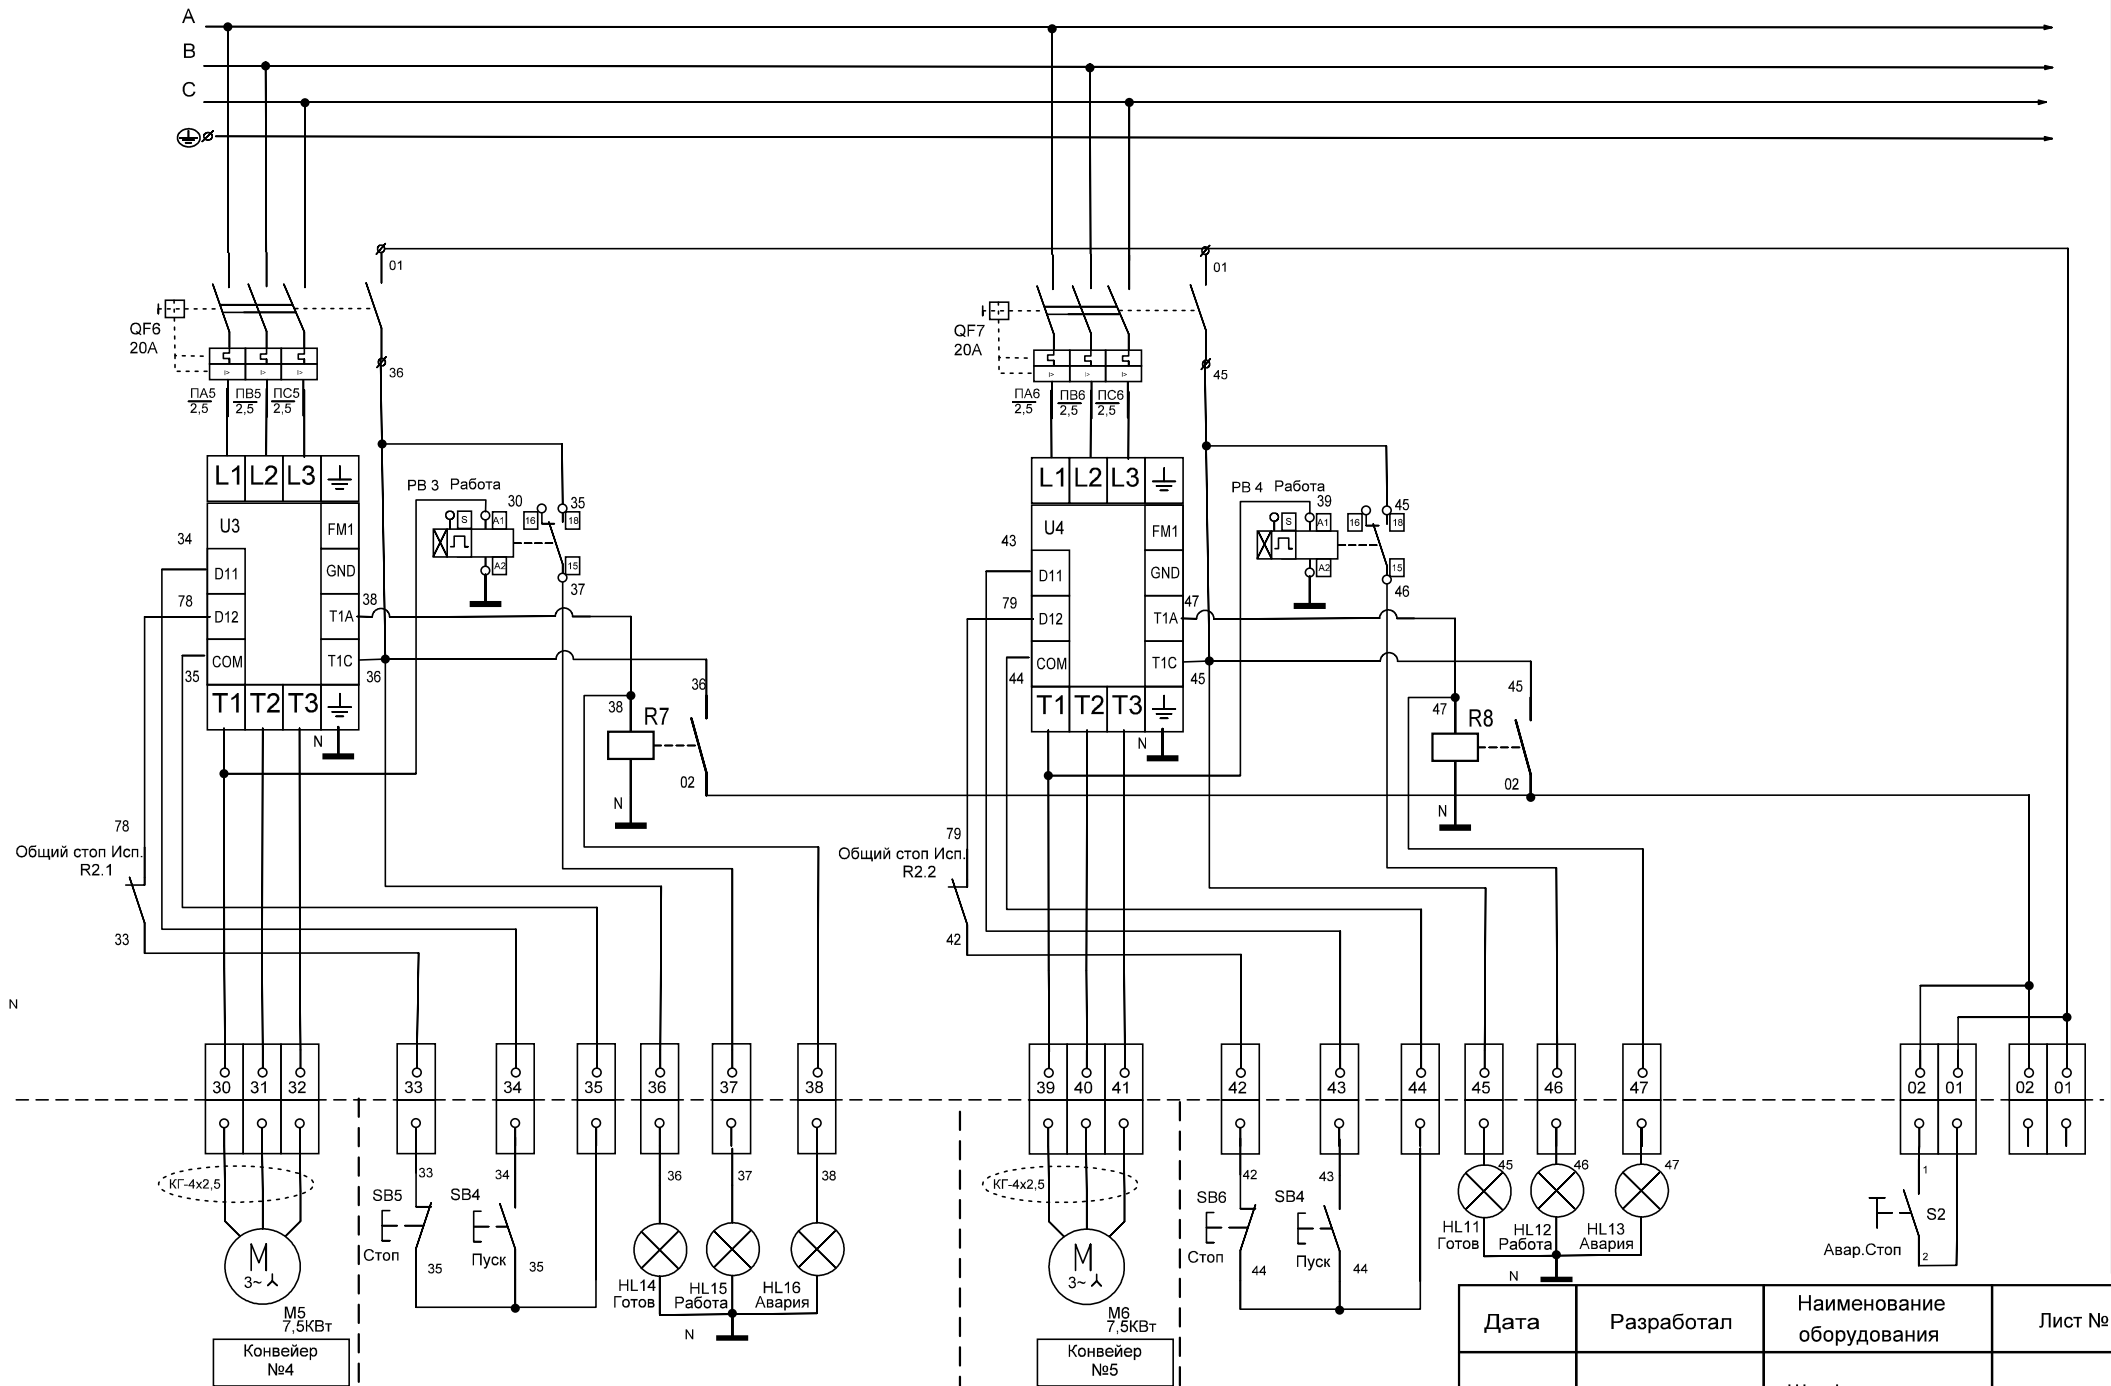 A
B
C
01
01
QF6
20A
QF7
20A
36
45
I> I> I>
I> I> I>
ПА5
2,5
ПВ5
2,5
ПС5
2,5
ПА6
2,5
ПВ6
2,5
ПС6
2,5
L1 L2 L3
L1 L2 L3
РВ 3 Работа
30 35
S A1 16 18
A2 15
37
РВ 4 Работа
39 45
S A1 16 18
A2 15
46
U3 FM1
34
D11 GND
78 38
D12 T1A
COM T1C
35 36
T1 T2 T3
N
U4 FM1
43
D11 GND
79 47
D12 T1A
COM T1C
44 45
T1 T2 T3
N
36
38 R7
02
N
45
47 R8
02
N
78
Общий стоп Исп.
R2.1
33
79
Общий стоп Исп.
R2.2
42
N
30 31 32 33 34 35 36 37 38
39 40 41 42 43 44 45 46 47
02 01 02 01
КГ-4х2,5
33
SB5
Стоп
35
34
SB4
Пуск
35
36 37 38
HL14
Готов
HL15
Работа
HL16
Авария
N
M
3~
M5
7,5КВт
Конвейер
№4
КГ-4х2,5
42
SB6
Стоп
44
43
SB4
Пуск
44
45 46 47
HL11
Готов
HL12
Работа
HL13
Авария
N
M
3~
M6
7,5КВт
Конвейер
№5
1
S2
Авар.Стоп
2
Дата Разработал Наименование оборудования Лист №